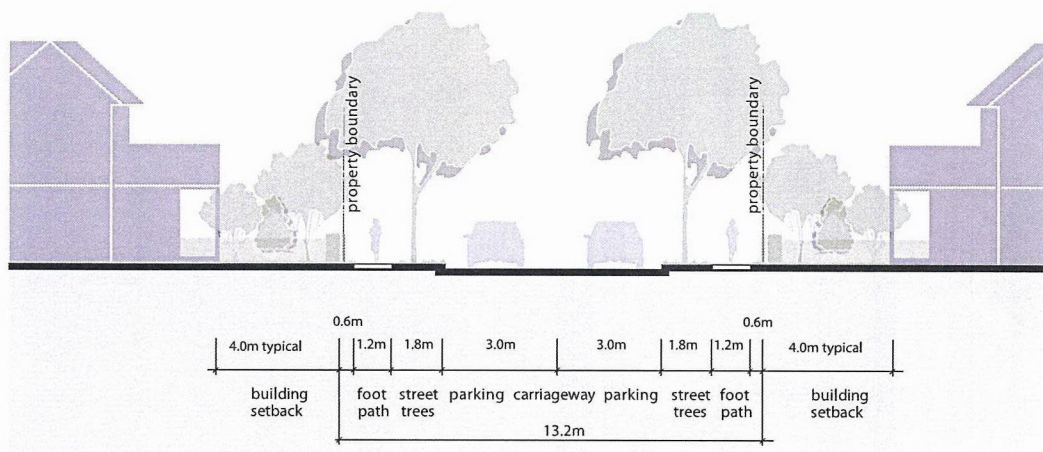 property boundary
property boundary
0.6m
0.6m
4.0m typical
1.2m
1.8m
3.0m
3.0m
1.8m
1.2m
4.0m typical
building
setback
foot
path
street
trees
parking
carriageway
parking
street
trees
foot
path
building
setback
13.2m